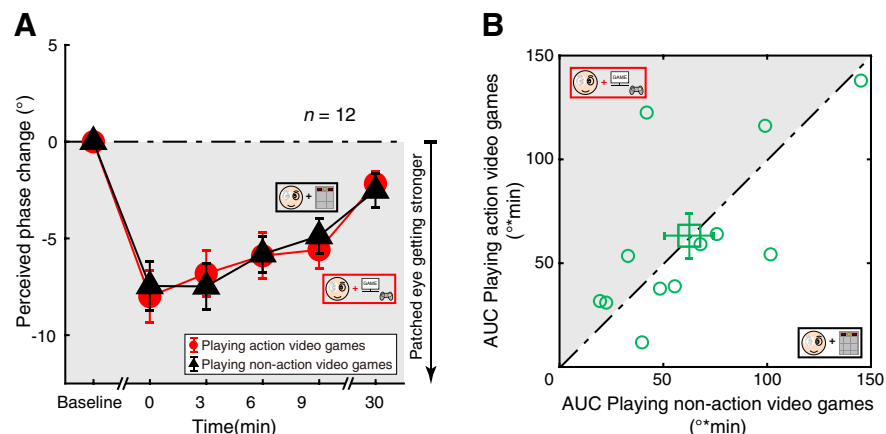 A
5
0
-5
-10
Perceived phase change (°)
n = 12
Patched eye getting stronger
GAME
Playing action video games
Playing non-action video games
Baseline 0 3 6 9 30
Time(min)
B
150
100
50
0
AUC Playing action video games
(°*min)
GAME
50 100 150
AUC Playing non-action video games
(°*min)